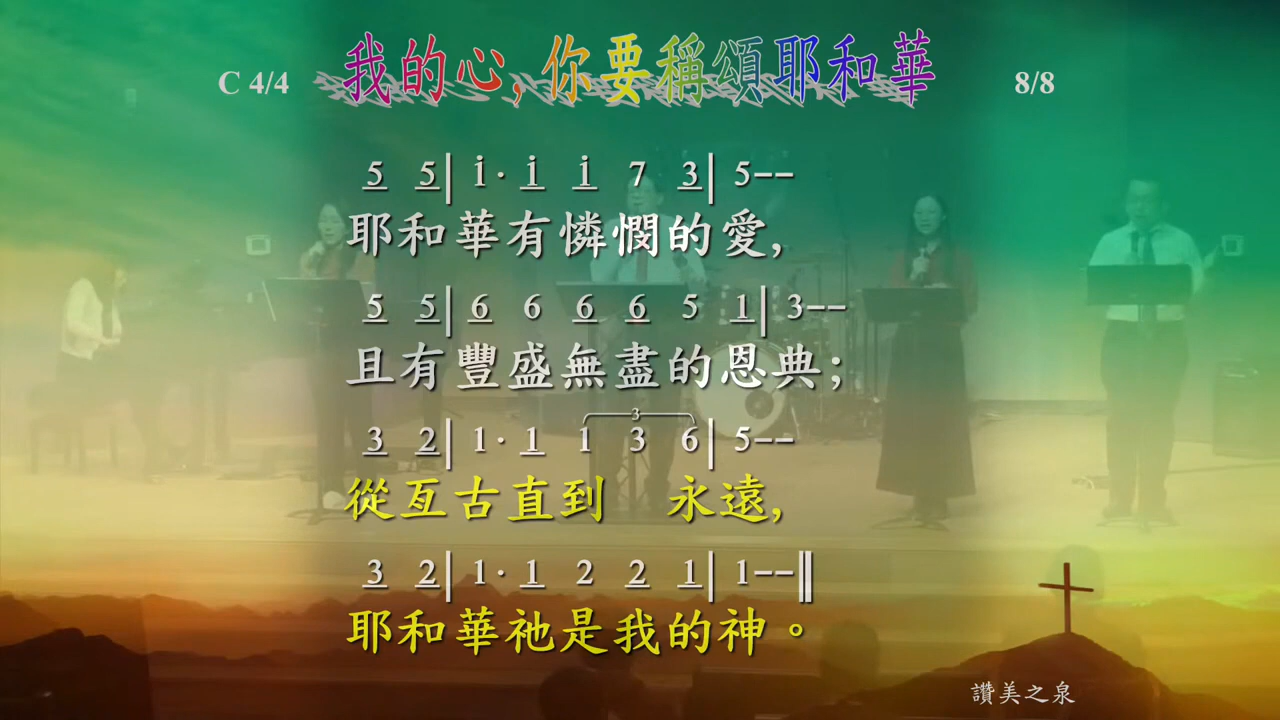 C 4/4 我的心,你要稱頌耶和華 8/8
5 5| i · i i 7 3| 5--
耶和華有憐憫的愛,
5 5| 6 6 6 6 5 1| 3--
且有豐盛無盡的恩典;
3
3 2| 1 · 1 1 3 6| 5--
從亙古直到 永遠,
3 2| 1 · 1 2 2 1| 1--‖
耶和華祂是我的神。
讚美之泉